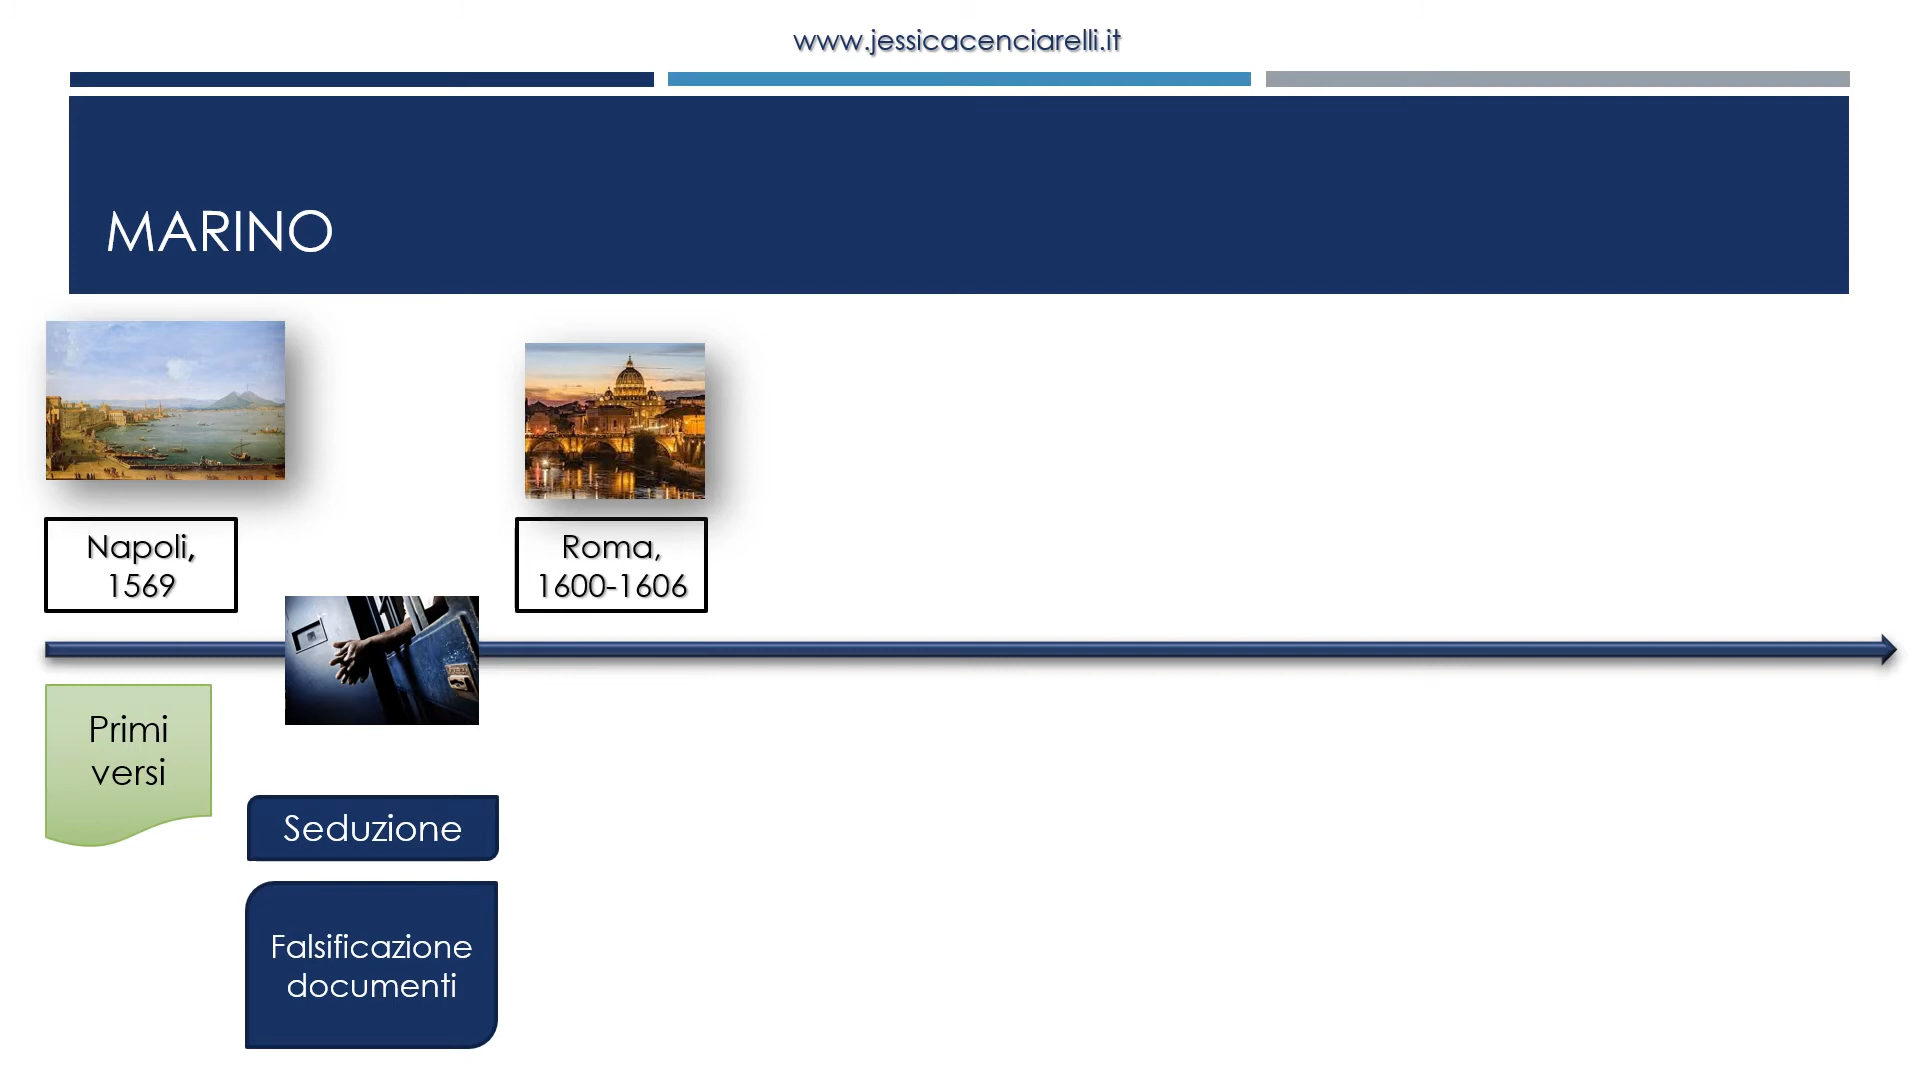 www.jessicacenciarelli.it
MARINO
Napoli,
1569
Roma,
1600-1606
Primi
versi
Seduzione
Falsificazione
documenti